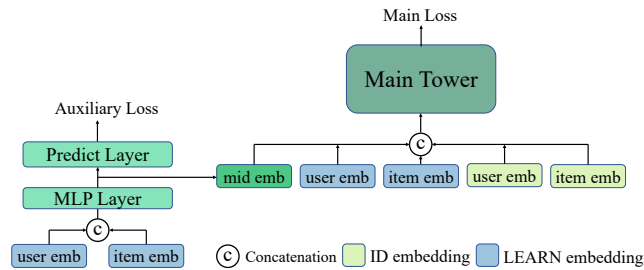 Main Loss
Main Tower
Auxiliary Loss
Predict Layer
c
mid emb user emb item emb user emb item emb
MLP Layer
c
user emb item emb
c Concatenation ID embedding LEARN embedding